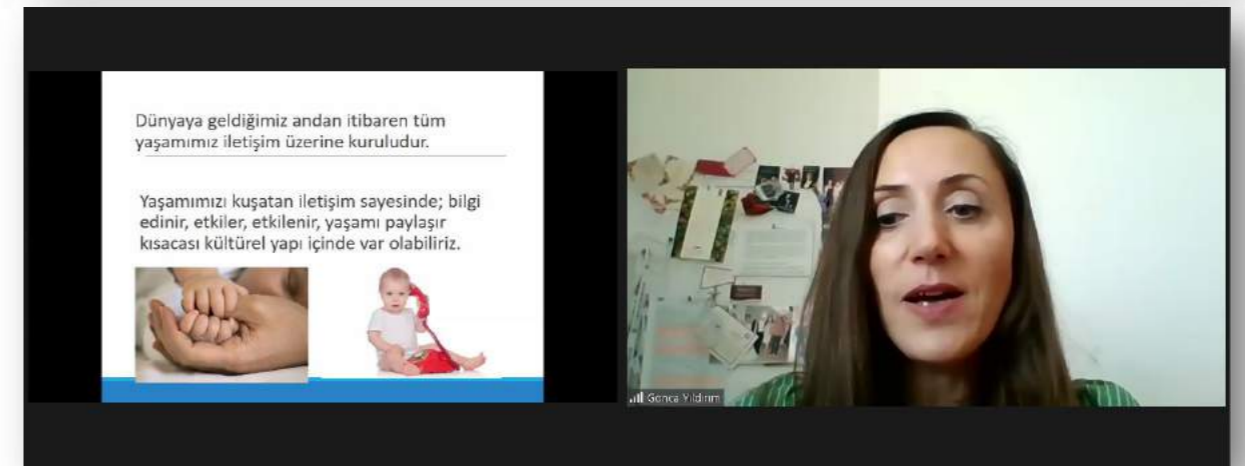 Dünyaya geldiğimiz andan itibaren tüm
yaşamımız iletişim üzerine kuruludur.
Yaşamımızı kuşatan iletişim sayesinde; bilgi
edinir, etkiler, etkilenir, yaşamı paylaşır
kısacası kültürel yapı içinde var olabiliriz.
Gonca Yıldırım